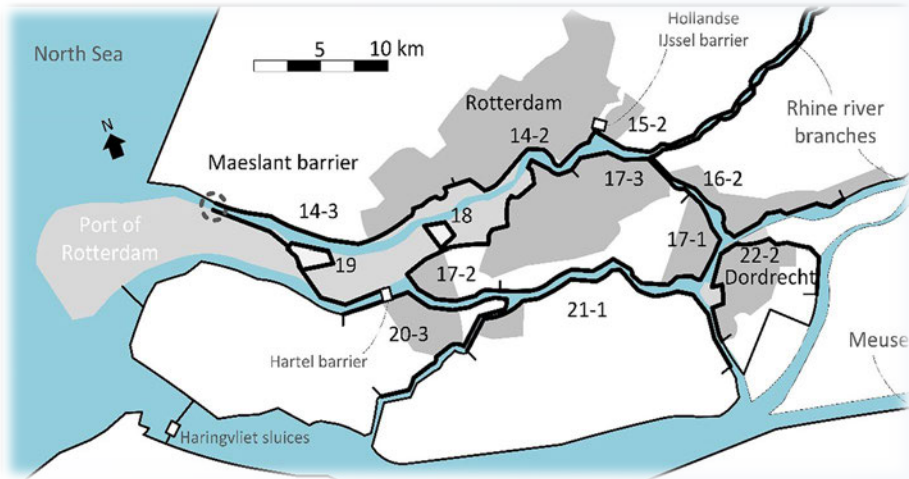 North Sea
5 10 km
Hollandse
IJssel barrier
N
Rotterdam
15-2
14-2
Rhine river
branches
Maeslant barrier
16-2
17-3
14-3
18
Port of
Rotterdam
17-1
19
17-2
22-2
Dordrecht
21-1
20-3
Meuse
Hartel barrier
Haringvliet sluices